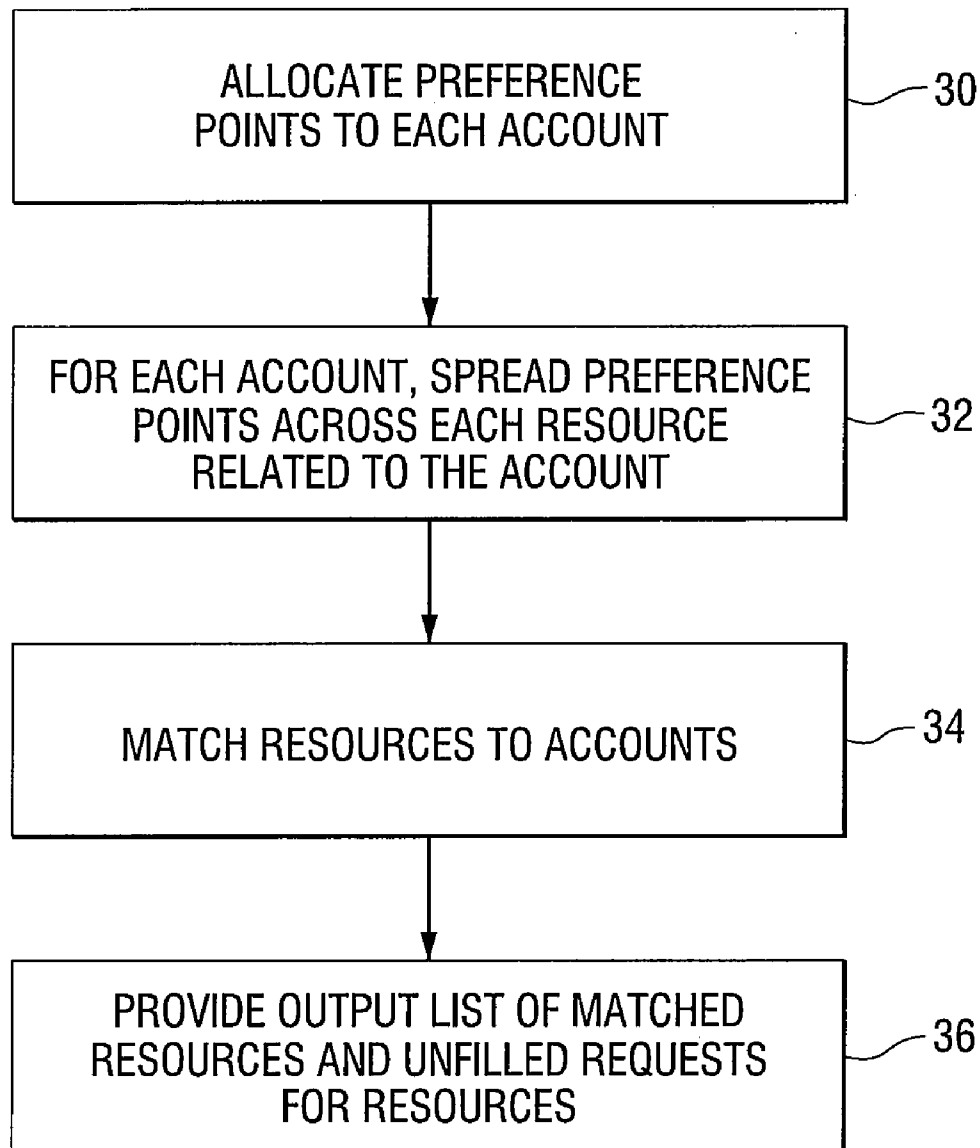 ALLOCATE PREFERENCE
POINTS TO EACH ACCOUNT
30
FOR EACH ACCOUNT, SPREAD PREFERENCE
POINTS ACROSS EACH RESOURCE
RELATED TO THE ACCOUNT
32
MATCH RESOURCES TO ACCOUNTS
34
PROVIDE OUTPUT LIST OF MATCHED
RESOURCES AND UNFILLED REQUESTS
FOR RESOURCES
36